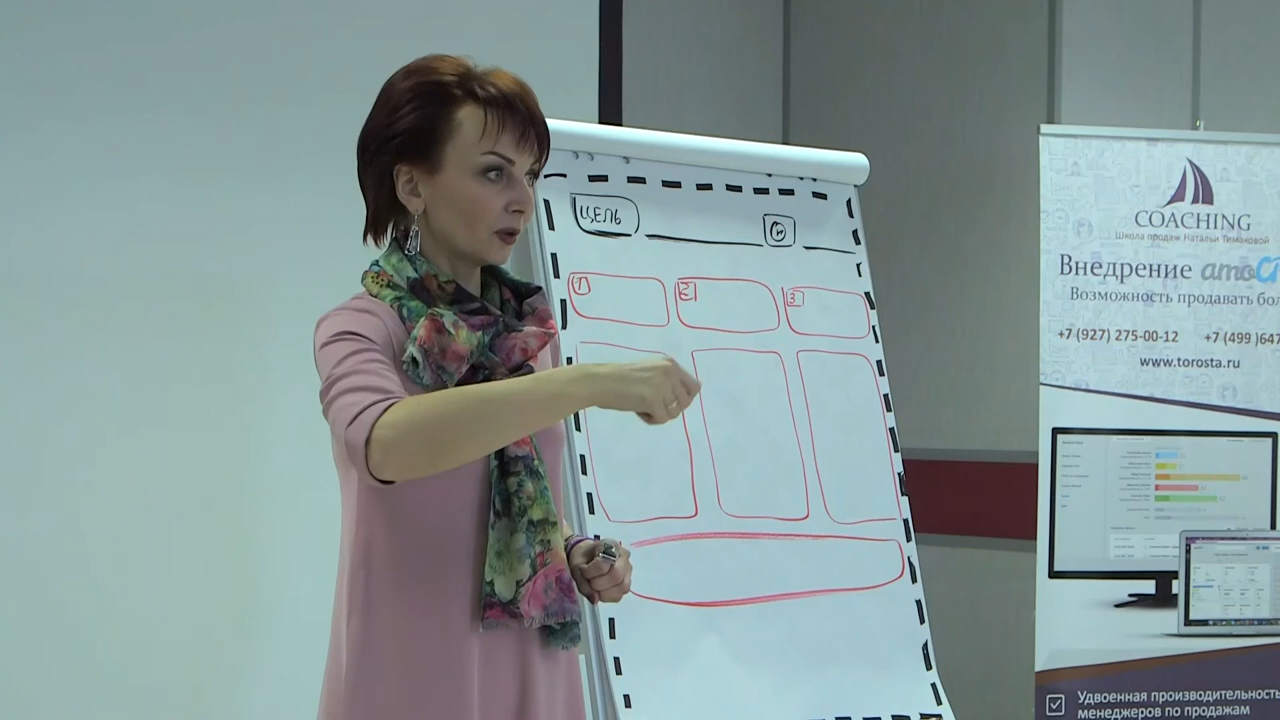 ЦЕЛЬ
1
2
3
COACHING
Школа продаж Натальи Тимаковой
Внедрение amoC
Возможность продавать бол
+7 (927) 275-00-12 +7 (499) 647
www.torosta.ru
Удвоенная производительность
менеджеров по продажам